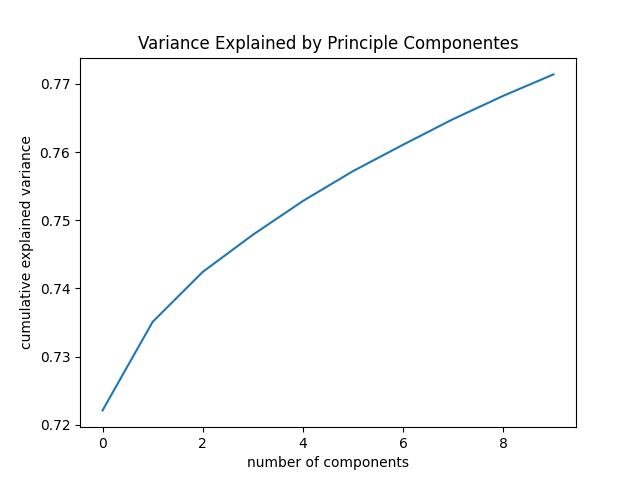 Variance Explained by Principle Componentes
0.77
0.76
0.75
0.74
0.73
0.72
cumulative explained variance
0 2 4 6 8
number of components